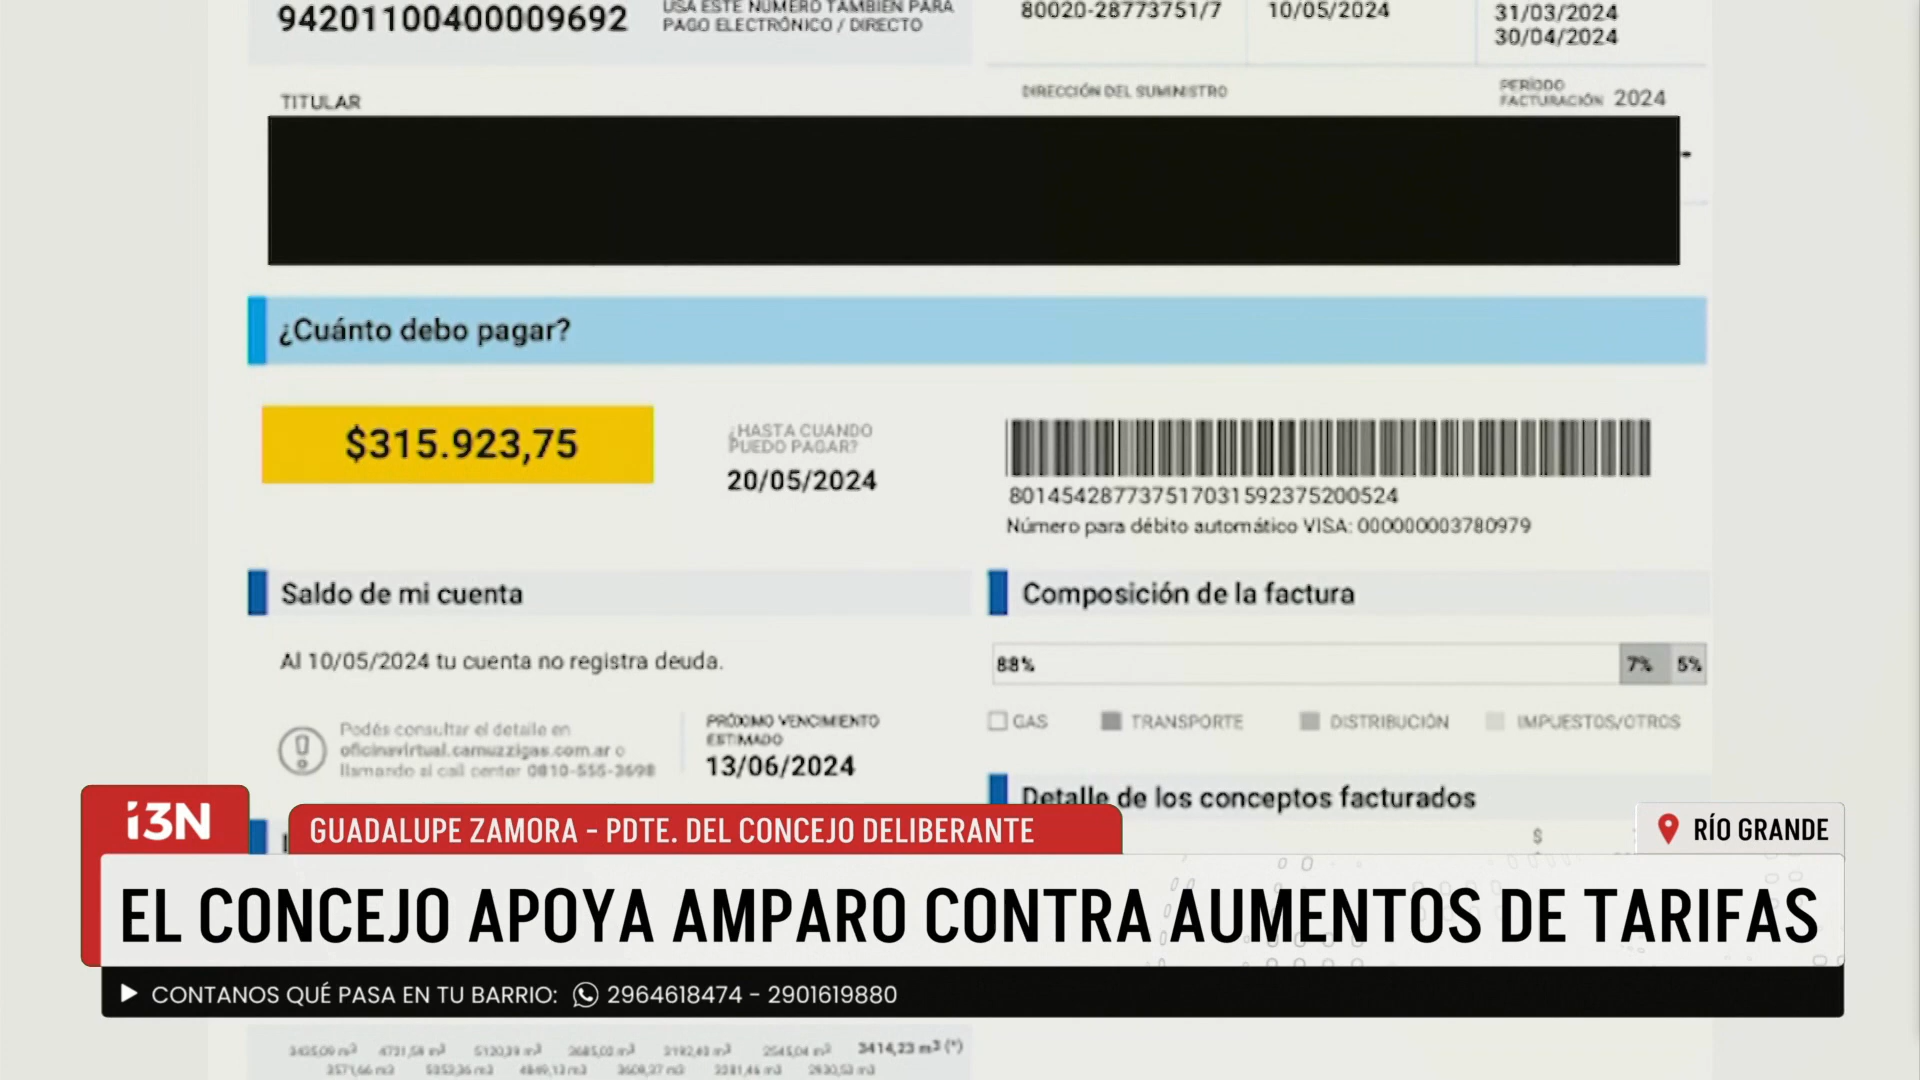 94201100400009692
USA ESTE NÚMERO TAMBIÉN PARA
PAGO ELECTRÓNICO / DIRECTO
80020-28773751/7
10/05/2024
31/03/2024
30/04/2024
TITULAR
DIRECCIÓN DEL SUMINISTRO
PERÍODO
FACTURACIÓN 2024
¿Cuánto debo pagar?
$315.923,75
¿HASTA CUANDO
PUEDO PAGAR?
20/05/2024
801454287737517031592375200524
Número para débito automático VISA: 000000003780979
Saldo de mi cuenta
Composición de la factura
Al 10/05/2024 tu cuenta no registra deuda.
88% 7% 5%
GAS TRANSPORTE DISTRIBUCIÓN IMPUESTOS/OTROS
Podés consultar el detalle en
oficinavirtual.camuzzigas.com.ar o
llamando al call center 0810-555-3698
PRÓXIMO VENCIMIENTO
ESTIMADO
13/06/2024
Detalle de los conceptos facturados
$
i3N
GUADALUPE ZAMORA - PDTE. DEL CONCEJO DELIBERANTE
RÍO GRANDE
EL CONCEJO APOYA AMPARO CONTRA AUMENTOS DE TARIFAS
CONTANOS QUÉ PASA EN TU BARRIO: 2964618474 - 2901619880
3414,23 m3 (*)